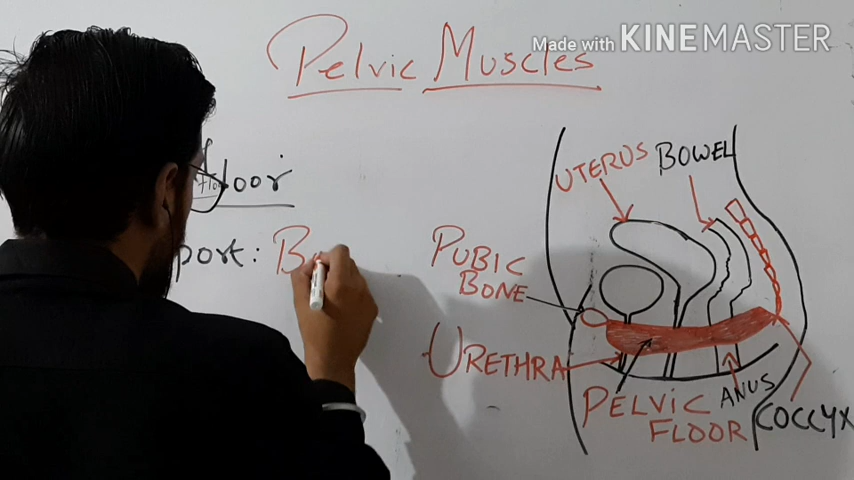 Made with KINEMASTER
Pelvic Muscles
floor
port: B
UTERUS
BOWEL
PUBIC
BONE
URETHRA
PELVIC
FLOOR
ANUS
COCCYX